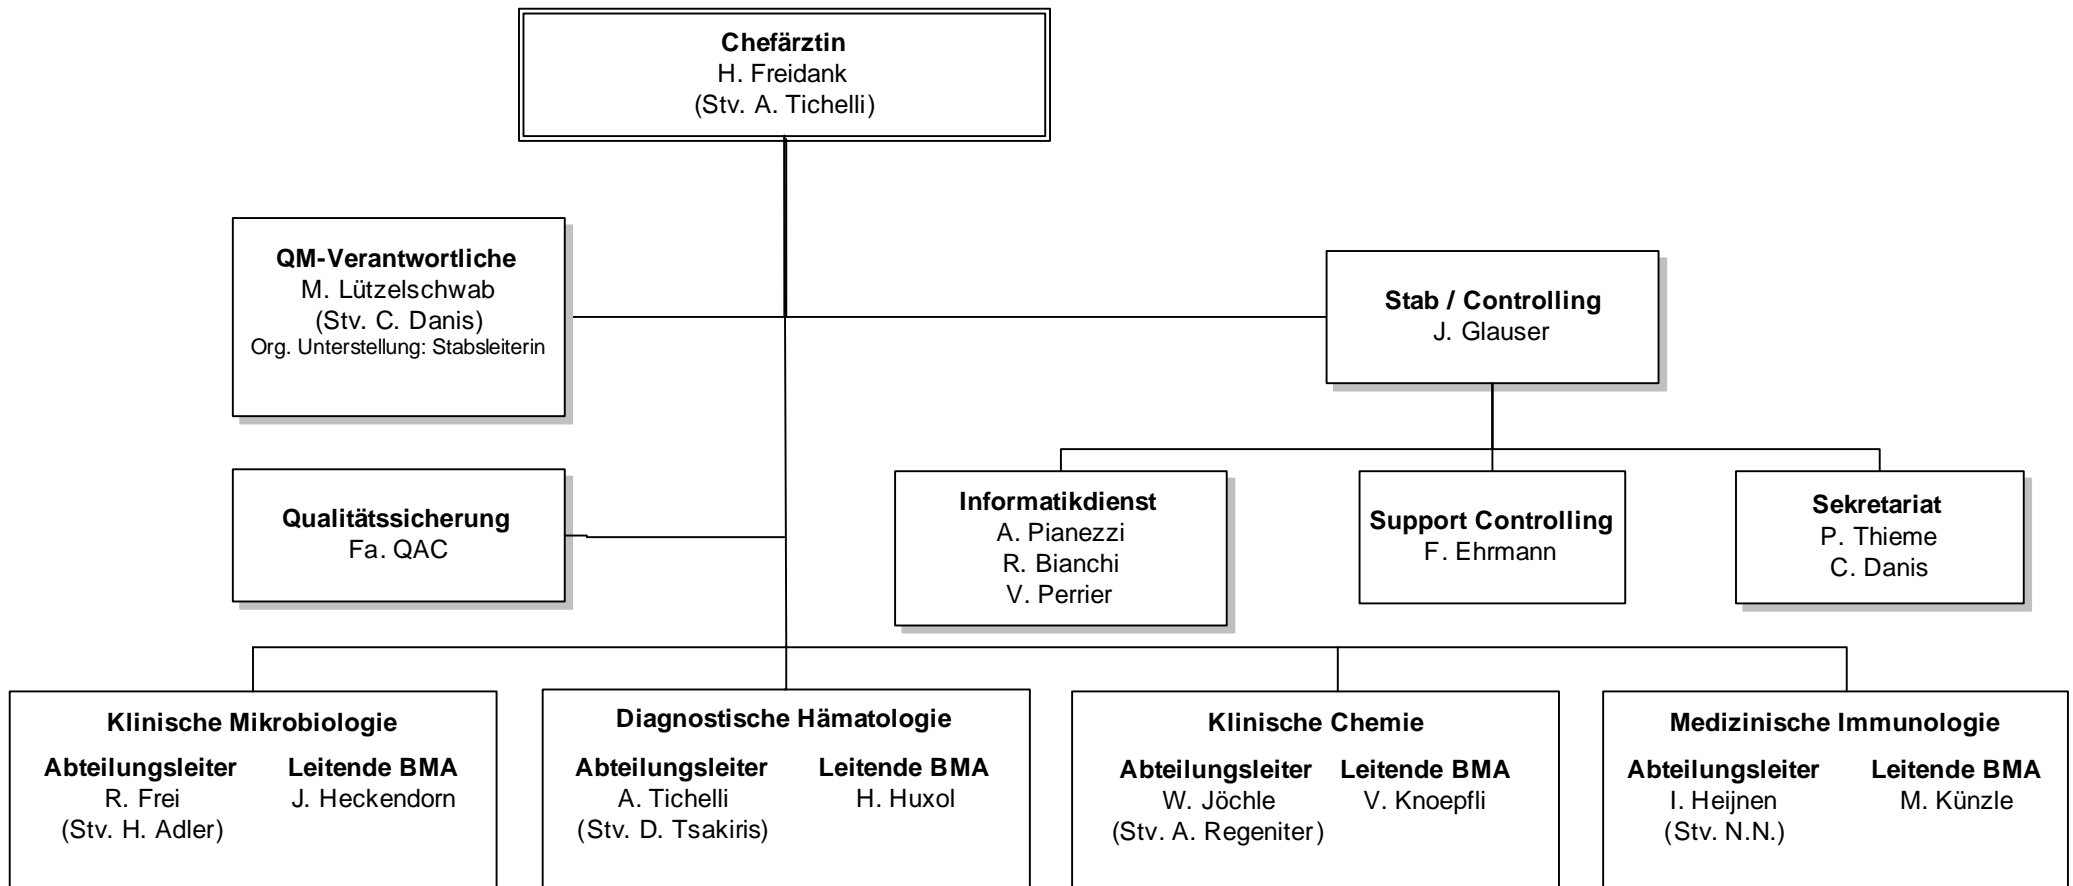 Chefärztin
H. Freidank
(Stv. A. Tichelli)
QM-Verantwortliche
M. Lützelschwab
(Stv. C. Danis)
Org. Unterstellung: Stabsleiterin
Stab / Controlling
J. Glauser
Qualitätssicherung
Fa. QAC
Informatikdienst
A. Pianezzi
R. Bianchi
V. Perrier
Support Controlling
F. Ehrmann
Sekretariat
P. Thieme
C. Danis
Klinische Mikrobiologie
Abteilungsleiter
R. Frei
(Stv. H. Adler)
Leitende BMA
J. Heckendorn
Diagnostische Hämatologie
Abteilungsleiter
A. Tichelli
(Stv. D. Tsakiris)
Leitende BMA
H. Huxol
Klinische Chemie
Abteilungsleiter
W. Jöchle
(Stv. A. Regeniter)
Leitende BMA
V. Knoepfli
Medizinische Immunologie
Abteilungsleiter
I. Heijnen
(Stv. N.N.)
Leitende BMA
M. Künzle